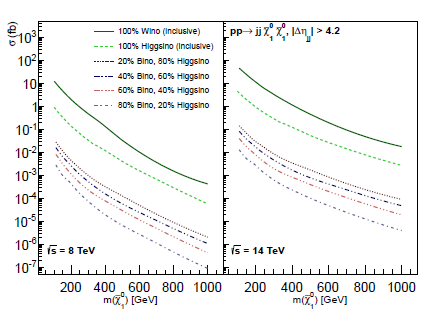 σ (fb)
10³
10²
10
1
10⁻¹
10⁻²
10⁻³
10⁻⁴
10⁻⁵
10⁻⁶
10⁻⁷
100% Wino (Inclusive)
100% Higgsino (Inclusive)
20% Bino, 80% Higgsino
40% Bino, 60% Higgsino
60% Bino, 40% Higgsino
80% Bino, 20% Higgsino
√s = 8 TeV
200 400 600 800 1000
m(χ̃₁⁰) [GeV]
pp→ jj χ̃₁⁰ χ̃₁⁰, |Δηⱼⱼ| > 4.2
√s = 14 TeV
200 400 600 800 1000
m(χ̃₁⁰) [GeV]